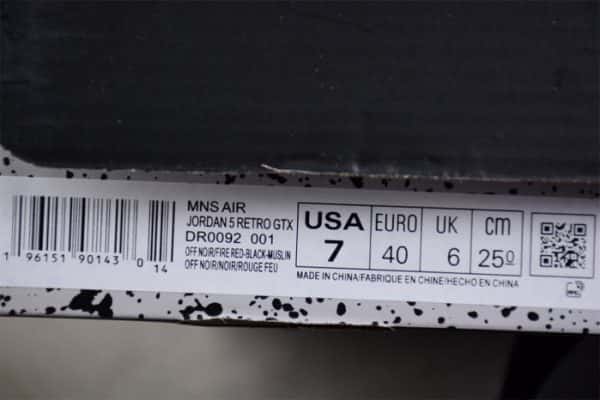 MNS AIR
JORDAN 5 RETRO GTX
DR0092 001
OFF NOIR/FIRE RED-BLACK-MUSLIN
OFF NOIR/NOIR/ROUGE FEU
1 96151 90143 0
14
USA EURO UK cm
7 40 6 25
MADE IN CHINA/FABRIQUE EN CHINE/HECHO EN CHINA